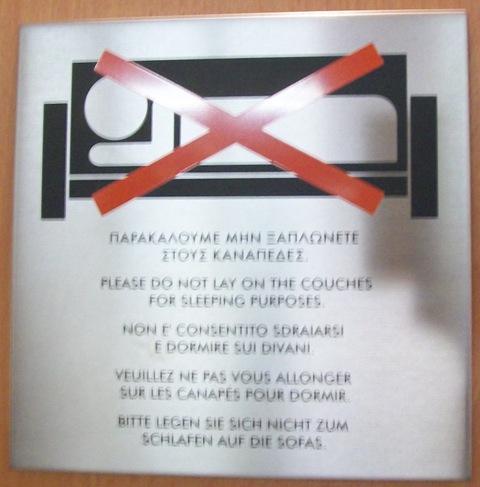 ΠΑΡΑΚΑΛΟΥΜΕ ΜΗΝ ΞΑΠΛΩΝΕΤΕ
ΣΤΟΥΣ ΚΑΝΑΠΕΔΕΣ.
PLEASE DO NOT LAY ON THE COUCHES
FOR SLEEPING PURPOSES.
NON E' CONSENTITO SDRAIARSI
E DORMIRE SUI DIVANI.
VEUILLEZ NE PAS VOUS ALLONGER
SUR LES CANAPÉS POUR DORMIR.
BITTE LEGEN SIE SICH NICHT ZUM
SCHLAFEN AUF DIE SOFAS.